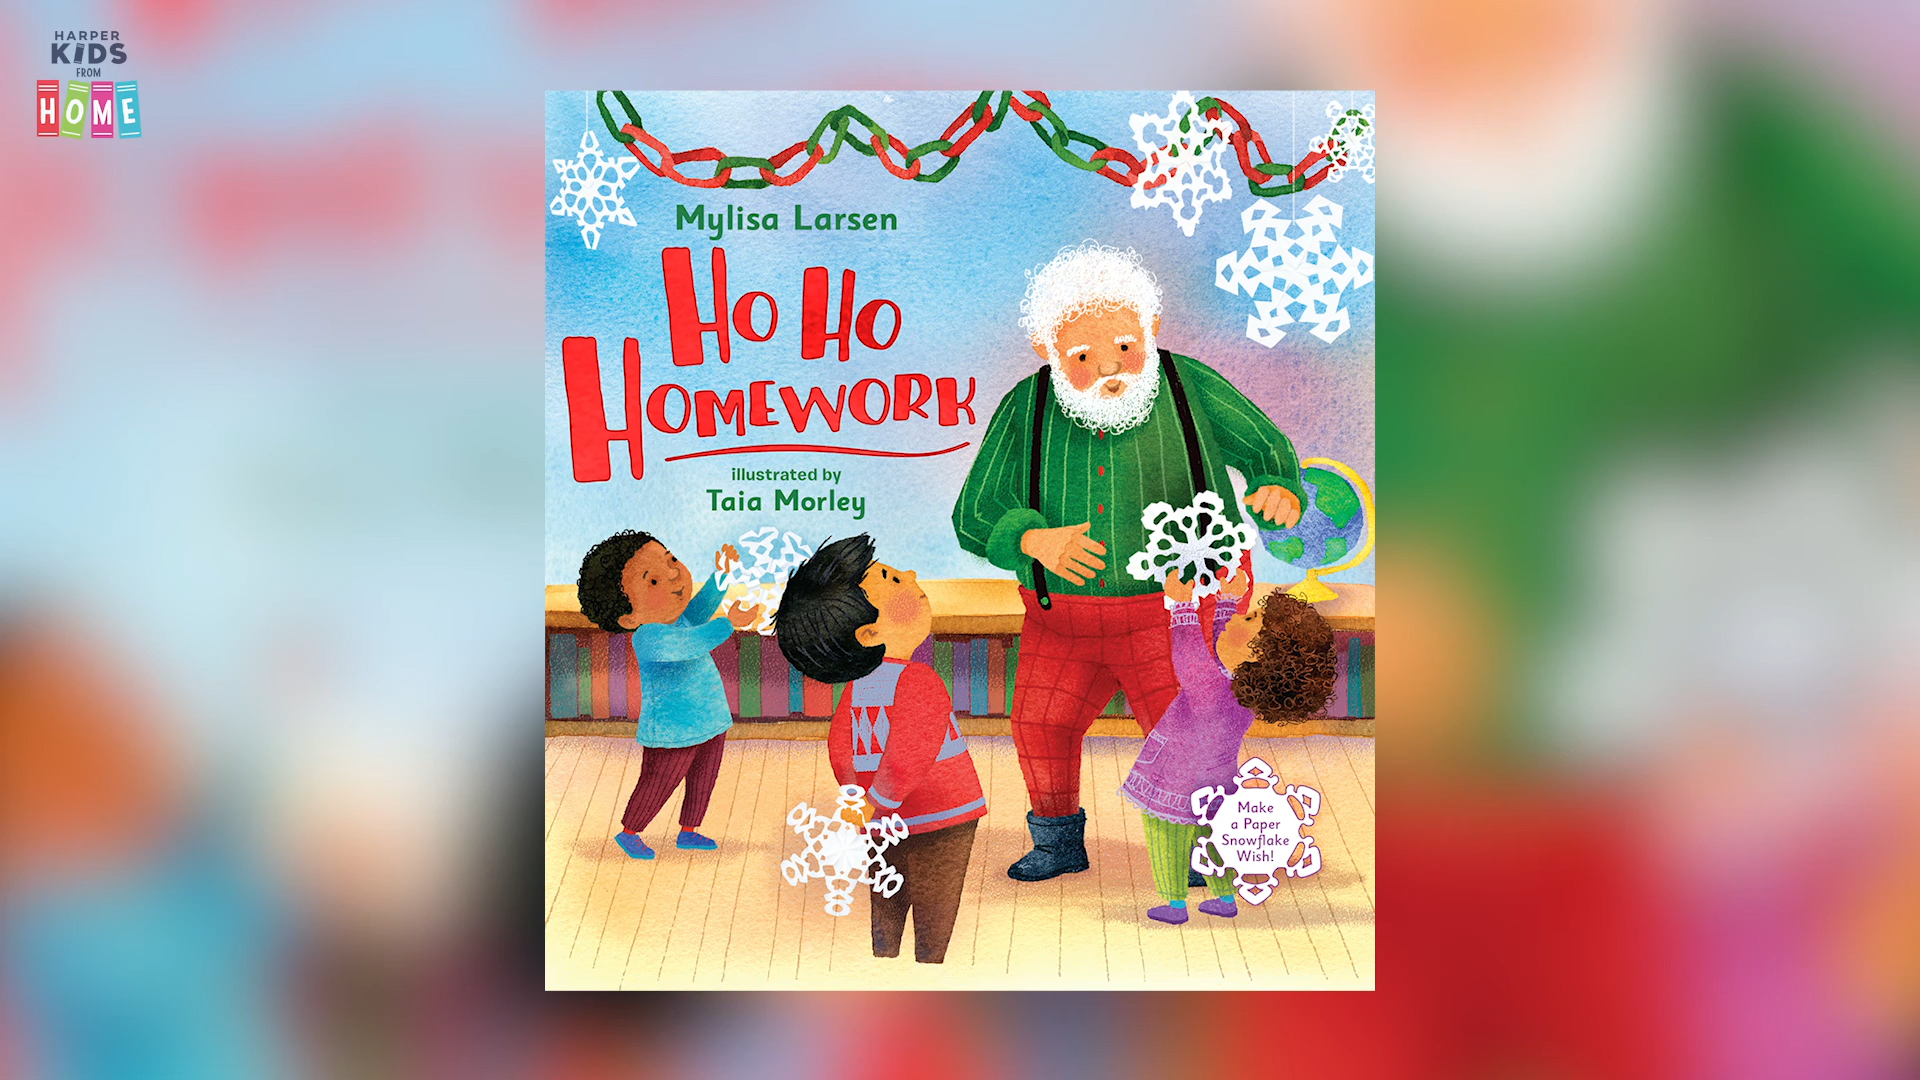 HARPER
KIDS
FROM
HOME
Mylisa Larsen
Ho Ho
Homework
illustrated by
Taia Morley
Make
a Paper
Snowflake
Wish!